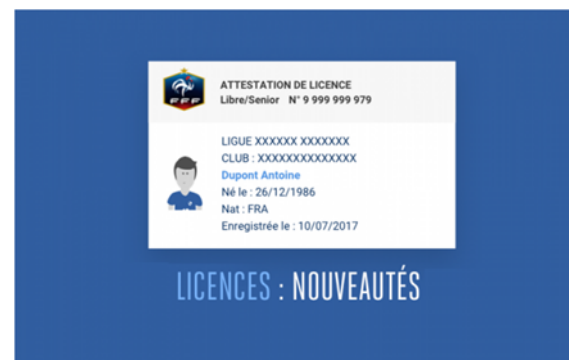 FFF
ATTESTATION DE LICENCE
Libre/Senior N° 9 999 999 979
LIGUE XXXXXX XXXXXXX
CLUB : XXXXXXXXXXXXXX
Dupont Antoine
Né le : 26/12/1986
Nat : FRA
Enregistrée le : 10/07/2017
LICENCES : NOUVEAUTÉS